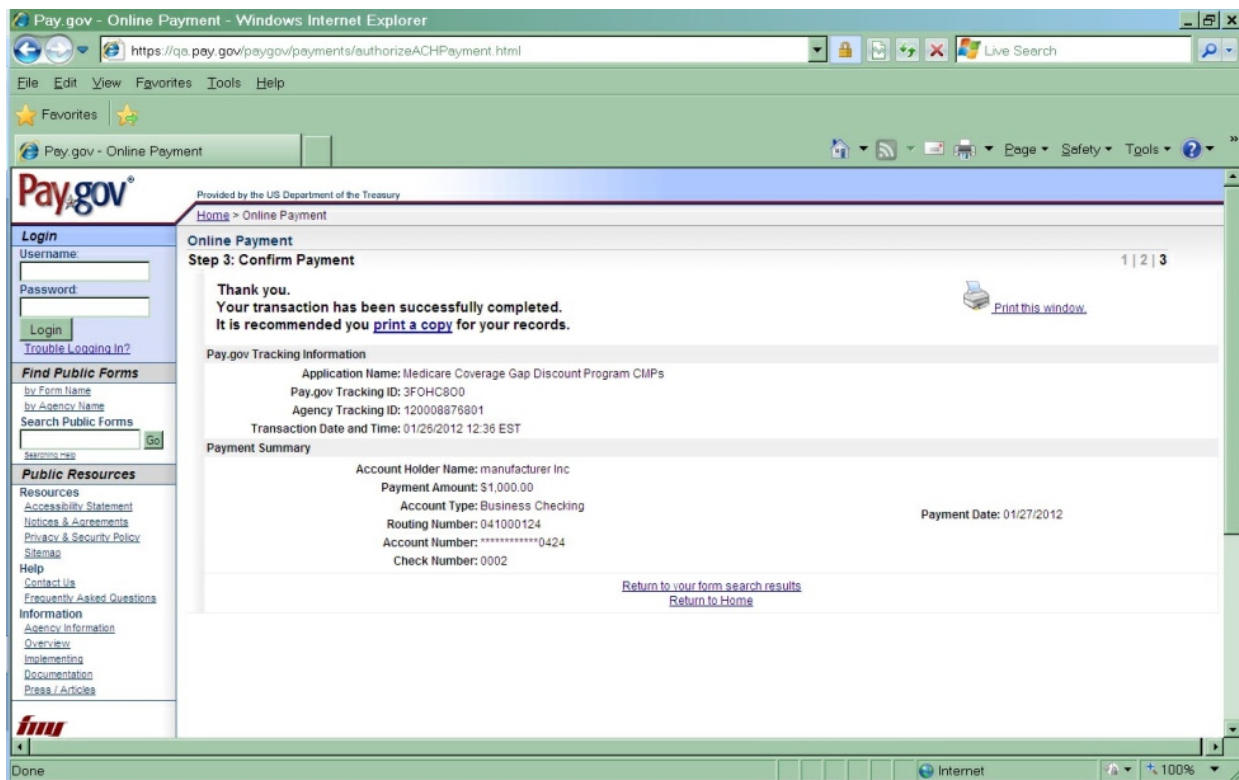 Pay.gov - Online Payment - Windows Internet Explorer
https://qa.pay.gov/paygov/payments/authorizeACHPayment.html
Live Search
File Edit View Favorites Tools Help
Favorites
Pay.gov - Online Payment
Page Safety Tools
Pay.gov®
Provided by the US Department of the Treasury
Home > Online Payment
Login
Username:
Password:
Login
Trouble Logging In?
Find Public Forms
by Form Name
by Agency Name
Search Public Forms
Go
Searching Help
Public Resources
Resources
Accessibility Statement
Notices & Agreements
Privacy & Security Policy
Sitemap
Help
Contact Us
Frequently Asked Questions
Information
Agency Information
Overview
Implementing
Documentation
Press / Articles
Online Payment
Step 3: Confirm Payment
1 | 2 | 3
Thank you.
Your transaction has been successfully completed.
It is recommended you print a copy for your records.
Print this window.
Pay.gov Tracking Information
Application Name: Medicare Coverage Gap Discount Program CMPs
Pay.gov Tracking ID: 3FOHC8O0
Agency Tracking ID: 120008876801
Transaction Date and Time: 01/26/2012 12:36 EST
Payment Summary
Account Holder Name: manufacturer Inc
Payment Amount: $1,000.00
Account Type: Business Checking
Routing Number: 041000124
Account Number: ************0424
Check Number: 0002
Payment Date: 01/27/2012
Return to your form search results
Return to Home
Done
Internet
100%